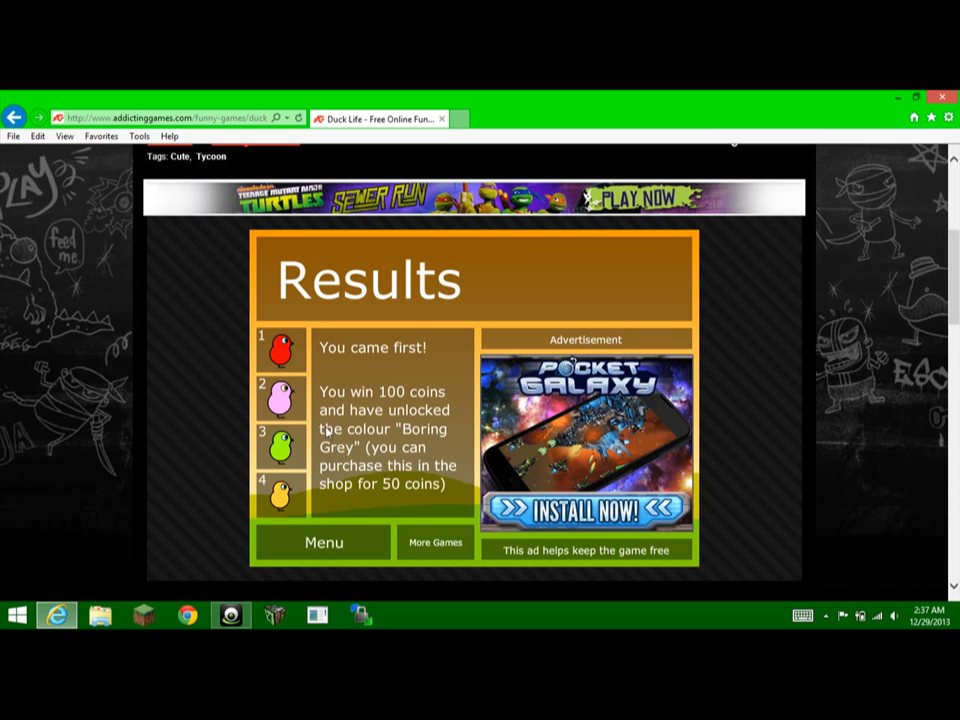 http://www.addictinggames.com/funny-games/duck
Duck Life - Free Online Fun...
File Edit View Favorites Tools Help
Tags: Cute, Tycoon
PLAY
feed me.
nickelodeon
TEENAGE MUTANT NINJA
TURTLES
SEWER RUN
PLAY NOW
Results
1
2
3
4
You came first!
You win 100 coins
and have unlocked
the colour "Boring
Grey" (you can
purchase this in the
shop for 50 coins)
Advertisement
POCKET
GALAXY
>> INSTALL NOW! <<
This ad helps keep the game free
Menu
More Games
ESC
2:37 AM
12/29/2013